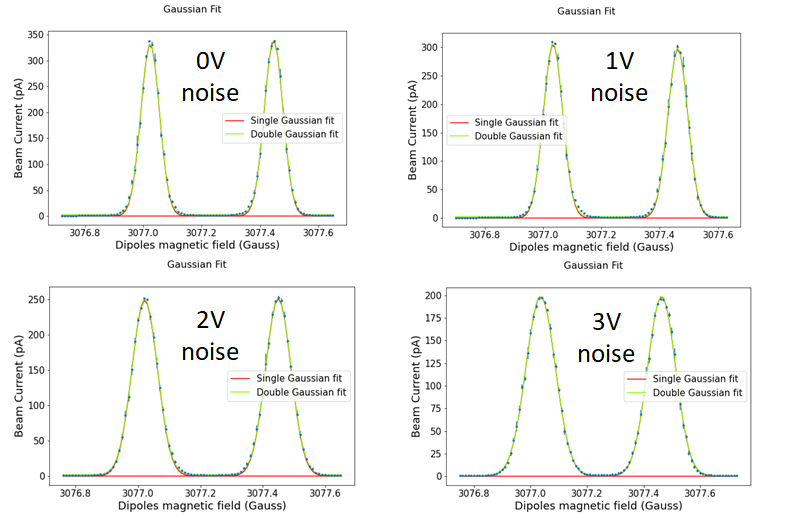 Gaussian Fit
350
300
250
200
150
100
50
0
Beam Current (pA)
0V
noise
Single Gaussian fit
Double Gaussian fit
3076.8
3077.0
3077.2
3077.4
3077.6
Dipoles magnetic field (Gauss)
Gaussian Fit
300
250
200
150
100
50
0
Beam Current (pA)
1V
noise
Single Gaussian fit
Double Gaussian fit
3076.8
3077.0
3077.2
3077.4
3077.6
Dipoles magnetic field (Gauss)
Gaussian Fit
250
200
150
100
50
0
Beam Current (pA)
2V
noise
Single Gaussian fit
Double Gaussian fit
3076.8
3077.0
3077.2
3077.4
3077.6
Dipoles magnetic field (Gauss)
Gaussian Fit
200
175
150
125
100
75
50
25
0
Beam Current (pA)
3V
noise
Single Gaussian fit
Double Gaussian fit
3076.8
3077.0
3077.2
3077.4
3077.6
Dipoles magnetic field (Gauss)